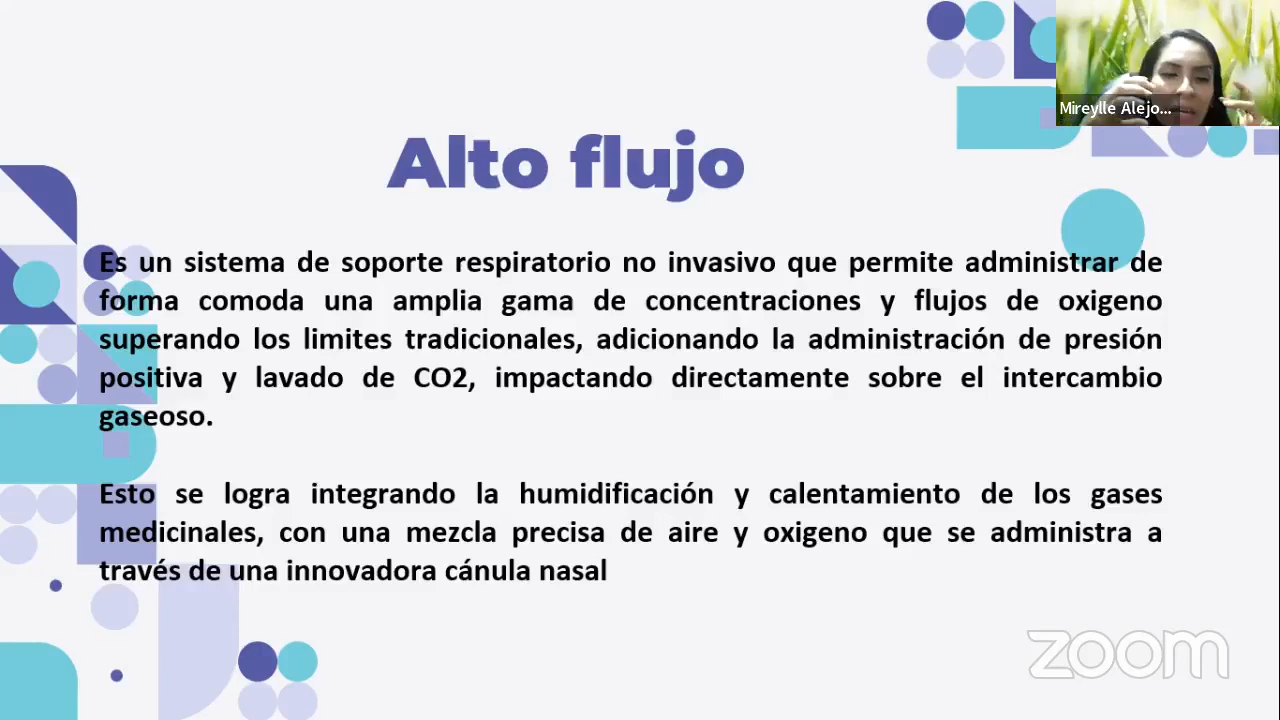 Mireylle Alejo...
Alto flujo
Es un sistema de soporte respiratorio no invasivo que permite administrar de
forma comoda una amplia gama de concentraciones y flujos de oxigeno
superando los limites tradicionales, adicionando la administración de presión
positiva y lavado de CO2, impactando directamente sobre el intercambio
gaseoso.
Esto se logra integrando la humidificación y calentamiento de los gases
medicinales, con una mezcla precisa de aire y oxigeno que se administra a
través de una innovadora cánula nasal
zoom